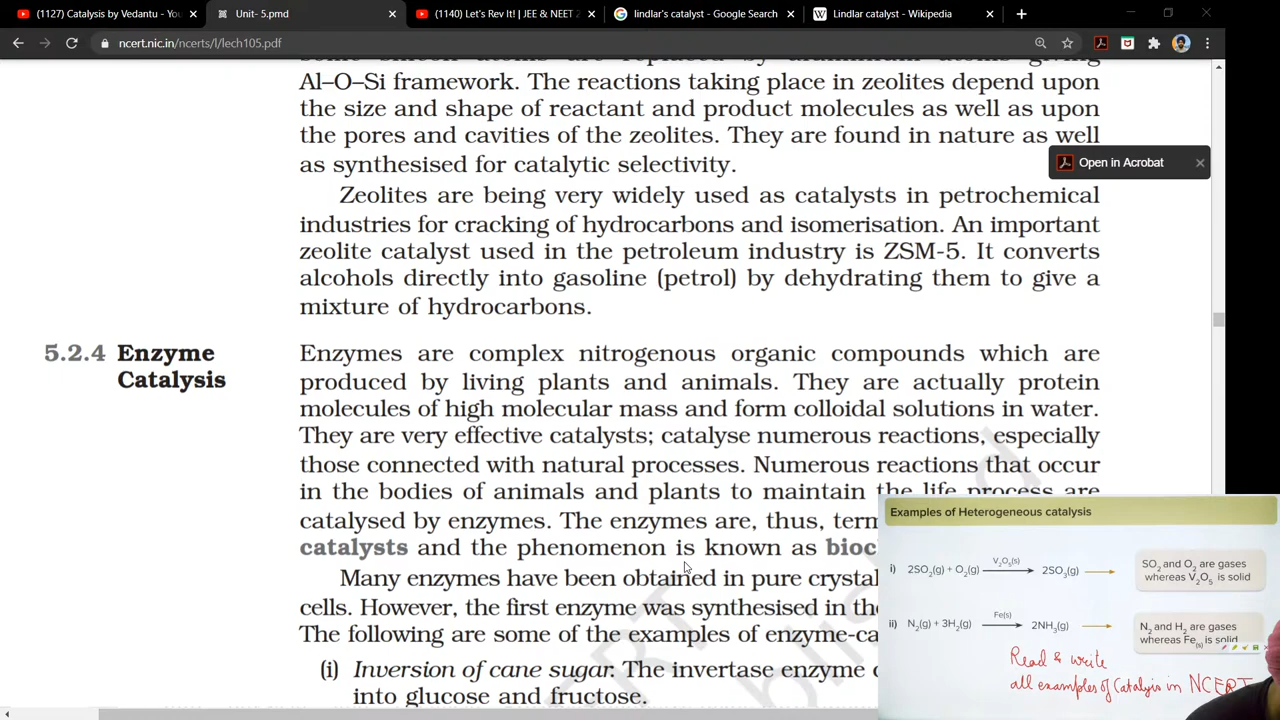 (1127) Catalysis by Vedantu - You
Unit- 5.pmd
(1140) Let's Rev It! | JEE & NEET 2
lindlar's catalyst - Google Search
Lindlar catalyst - Wikipedia
ncert.nic.in/ncerts/l/lech105.pdf
Al–O–Si framework. The reactions taking place in zeolites depend upon
the size and shape of reactant and product molecules as well as upon
the pores and cavities of the zeolites. They are found in nature as well
as synthesised for catalytic selectivity.
Open in Acrobat
Zeolites are being very widely used as catalysts in petrochemical
industries for cracking of hydrocarbons and isomerisation. An important
zeolite catalyst used in the petroleum industry is ZSM-5. It converts
alcohols directly into gasoline (petrol) by dehydrating them to give a
mixture of hydrocarbons.
5.2.4 Enzyme
Catalysis
Enzymes are complex nitrogenous organic compounds which are
produced by living plants and animals. They are actually protein
molecules of high molecular mass and form colloidal solutions in water.
They are very effective catalysts; catalyse numerous reactions, especially
those connected with natural processes. Numerous reactions that occur
in the bodies of animals and plants to maintain the life process are
catalysed by enzymes. The enzymes are, thus, term
catalysts and the phenomenon is known as bioc
Many enzymes have been obtained in pure crystal
cells. However, the first enzyme was synthesised in the
The following are some of the examples of enzyme-ca
(i) Inversion of cane sugar: The invertase enzyme c
into glucose and fructose.
Examples of Heterogeneous catalysis
i) 2SO2(g) + O2(g) V2O5(s) 2SO3(g)
SO2 and O2 are gases
whereas V2O5 is solid
ii) N2(g) + 3H2(g) Fe(s) 2NH3(g)
N2 and H2 are gases
whereas Fe(s) is solid
Read & write
all examples of Catalysis in NCERT